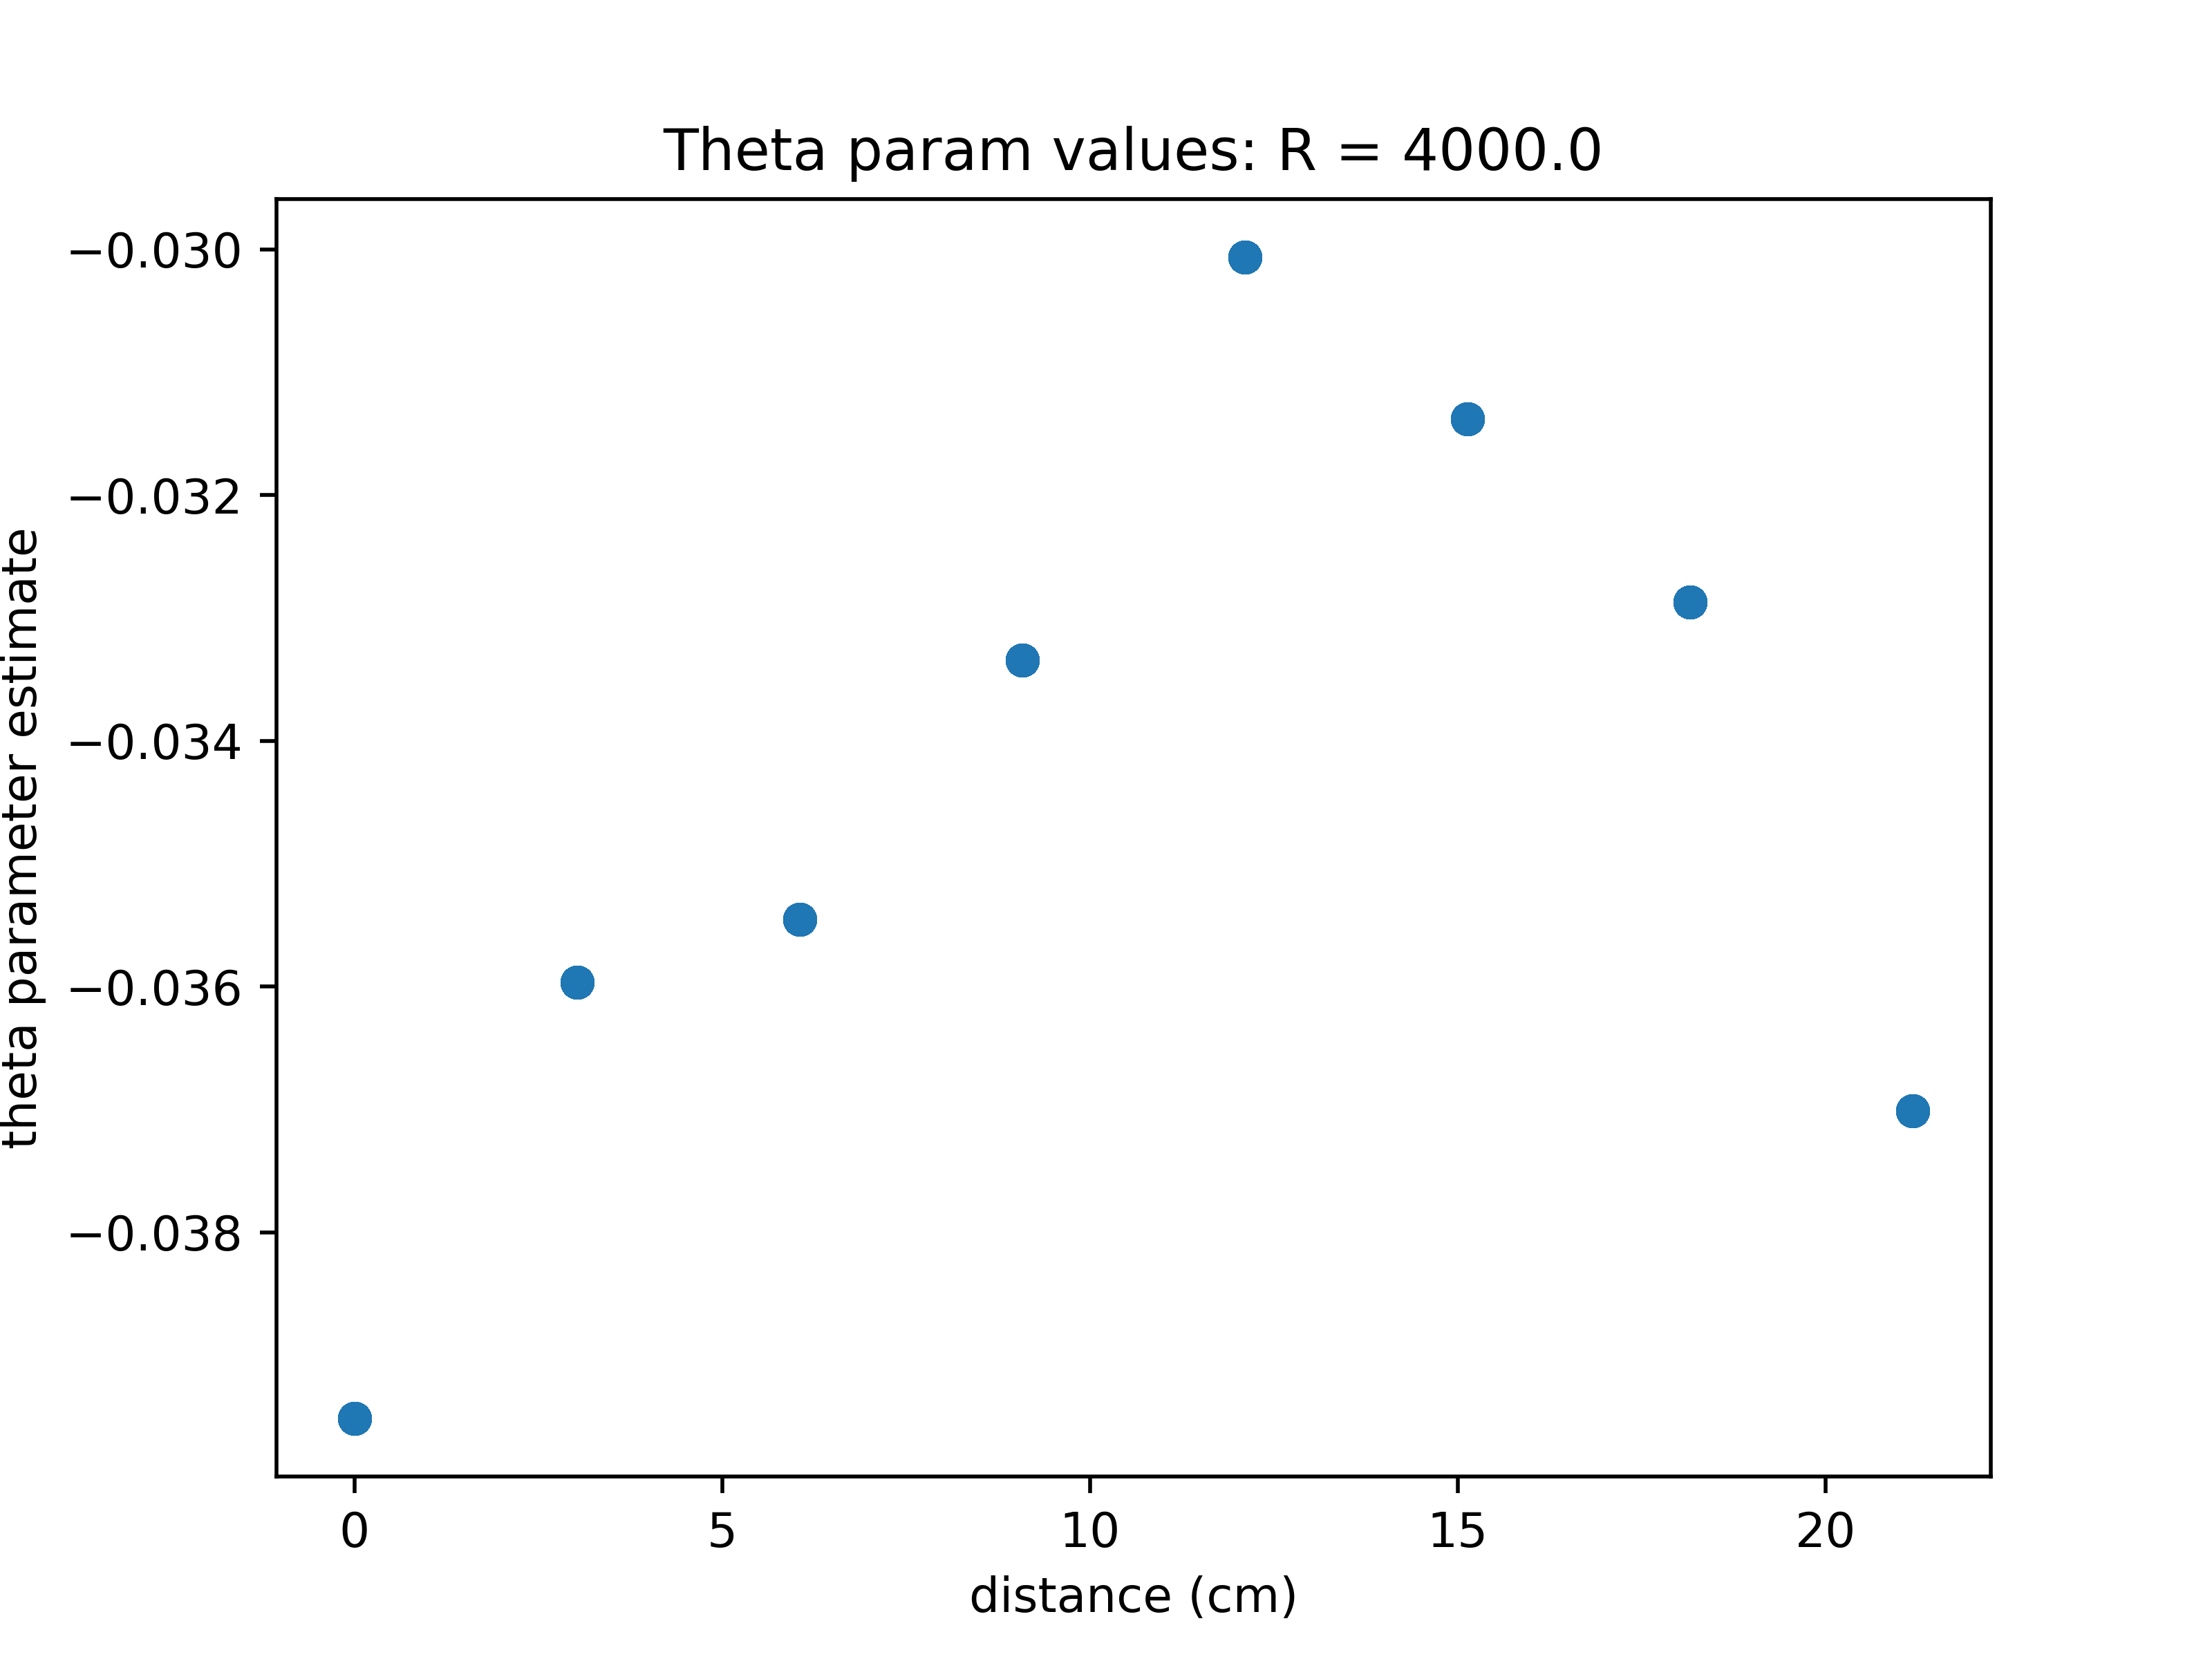 Theta param values: R = 4000.0
theta parameter estimate
−0.030
−0.032
−0.034
−0.036
−0.038
0 5 10 15 20
distance (cm)